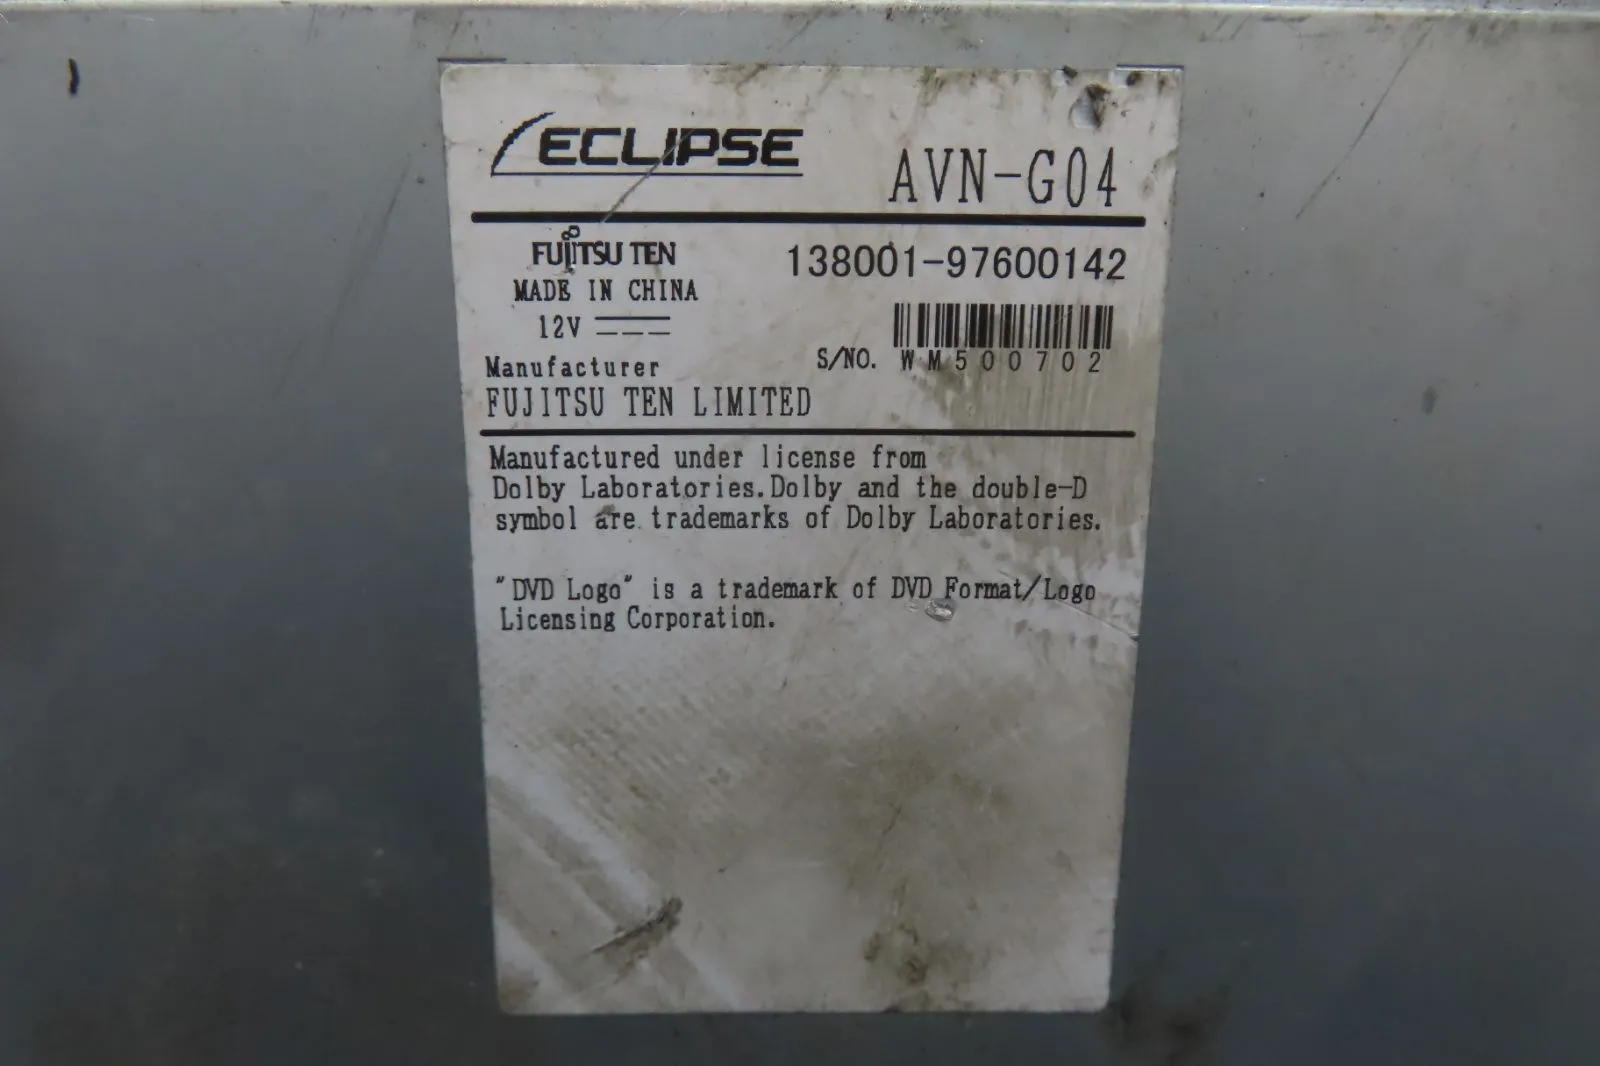 ECLIPSE
AVN-G04
FUJITSU TEN
138001-97600142
MADE IN CHINA
12V
S/NO. WM500702
Manufacturer
FUJITSU TEN LIMITED
Manufactured under license from
Dolby Laboratories.Dolby and the double-D
symbol are trademarks of Dolby Laboratories.
"DVD Logo" is a trademark of DVD Format/Logo
Licensing Corporation.